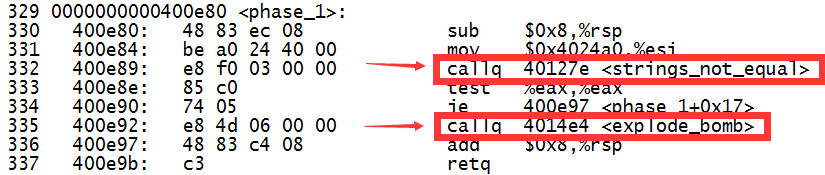 329 0000000000400e80 <phase_1>:
330 400e80: 48 83 ec 08 sub $0x8,%rsp
331 400e84: be a0 24 40 00 mov $0x4024a0,%esi
332 400e89: e8 f0 03 00 00 callq 40127e <strings_not_equal>
333 400e8e: 85 c0 test %eax,%eax
334 400e90: 74 05 je 400e97 <phase_1+0x17>
335 400e92: e8 4d 06 00 00 callq 4014e4 <explode_bomb>
336 400e97: 48 83 c4 08 add $0x8,%rsp
337 400e9b: c3 retq